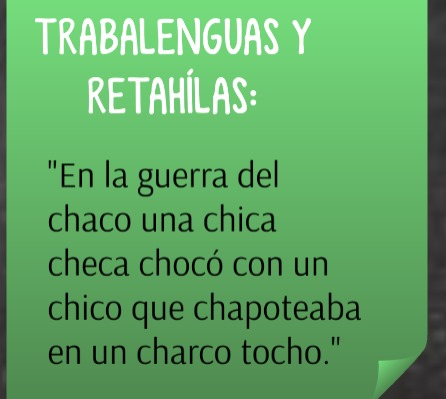 TRABALENGUAS Y
RETAHÍLAS:
"En la guerra del
chaco una chica
checa chocó con un
chico que chapoteaba
en un charco tocho."